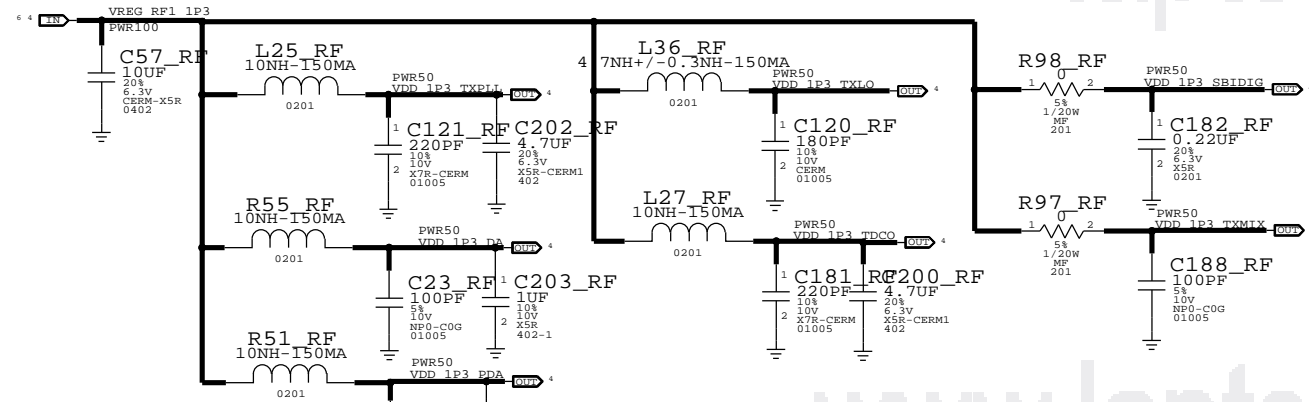 6 4 IN
VREG RF1 1P3
PWR100
C57_RF
10UF
20%
6.3V
CERM-X5R
0402
L25_RF
10NH-150MA
0201
PWR50
VDD 1P3 TXPLL
OUT 4
1
2
C121_RF
220PF
10%
10V
X7R-CERM
01005
C202_RF
4.7UF
20%
6.3V
X5R-CERM1
402
R55_RF
10NH-150MA
0201
PWR50
VDD 1P3 DA
OUT 4
C23_RF
100PF
5%
10V
NP0-C0G
01005
1
2
C203_RF
1UF
10%
10V
X5R
402-1
R51_RF
10NH-150MA
0201
PWR50
VDD 1P3 PDA
OUT 4
L36_RF
4 7NH+/-0.3NH-150MA
0201
PWR50
VDD 1P3 TXLO
OUT 4
1
2
C120_RF
180PF
10%
10V
CERM
01005
L27_RF
10NH-150MA
0201
PWR50
VDD 1P3 TDCO
OUT 4
1
2
C181_RF
220PF
10%
10V
X7R-CERM
01005
C200_RF
4.7UF
20%
6.3V
X5R-CERM1
402
R98_RF
0
1 2
5%
1/20W
MF
201
PWR50
VDD 1P3 SBIDIG
OUT 4
1
2
C182_RF
0.22UF
20%
6.3V
X5R
0201
R97_RF
0
1 2
5%
1/20W
MF
201
PWR50
VDD 1P3 TXMIX
OUT 4
C188_RF
100PF
5%
10V
NP0-C0G
01005